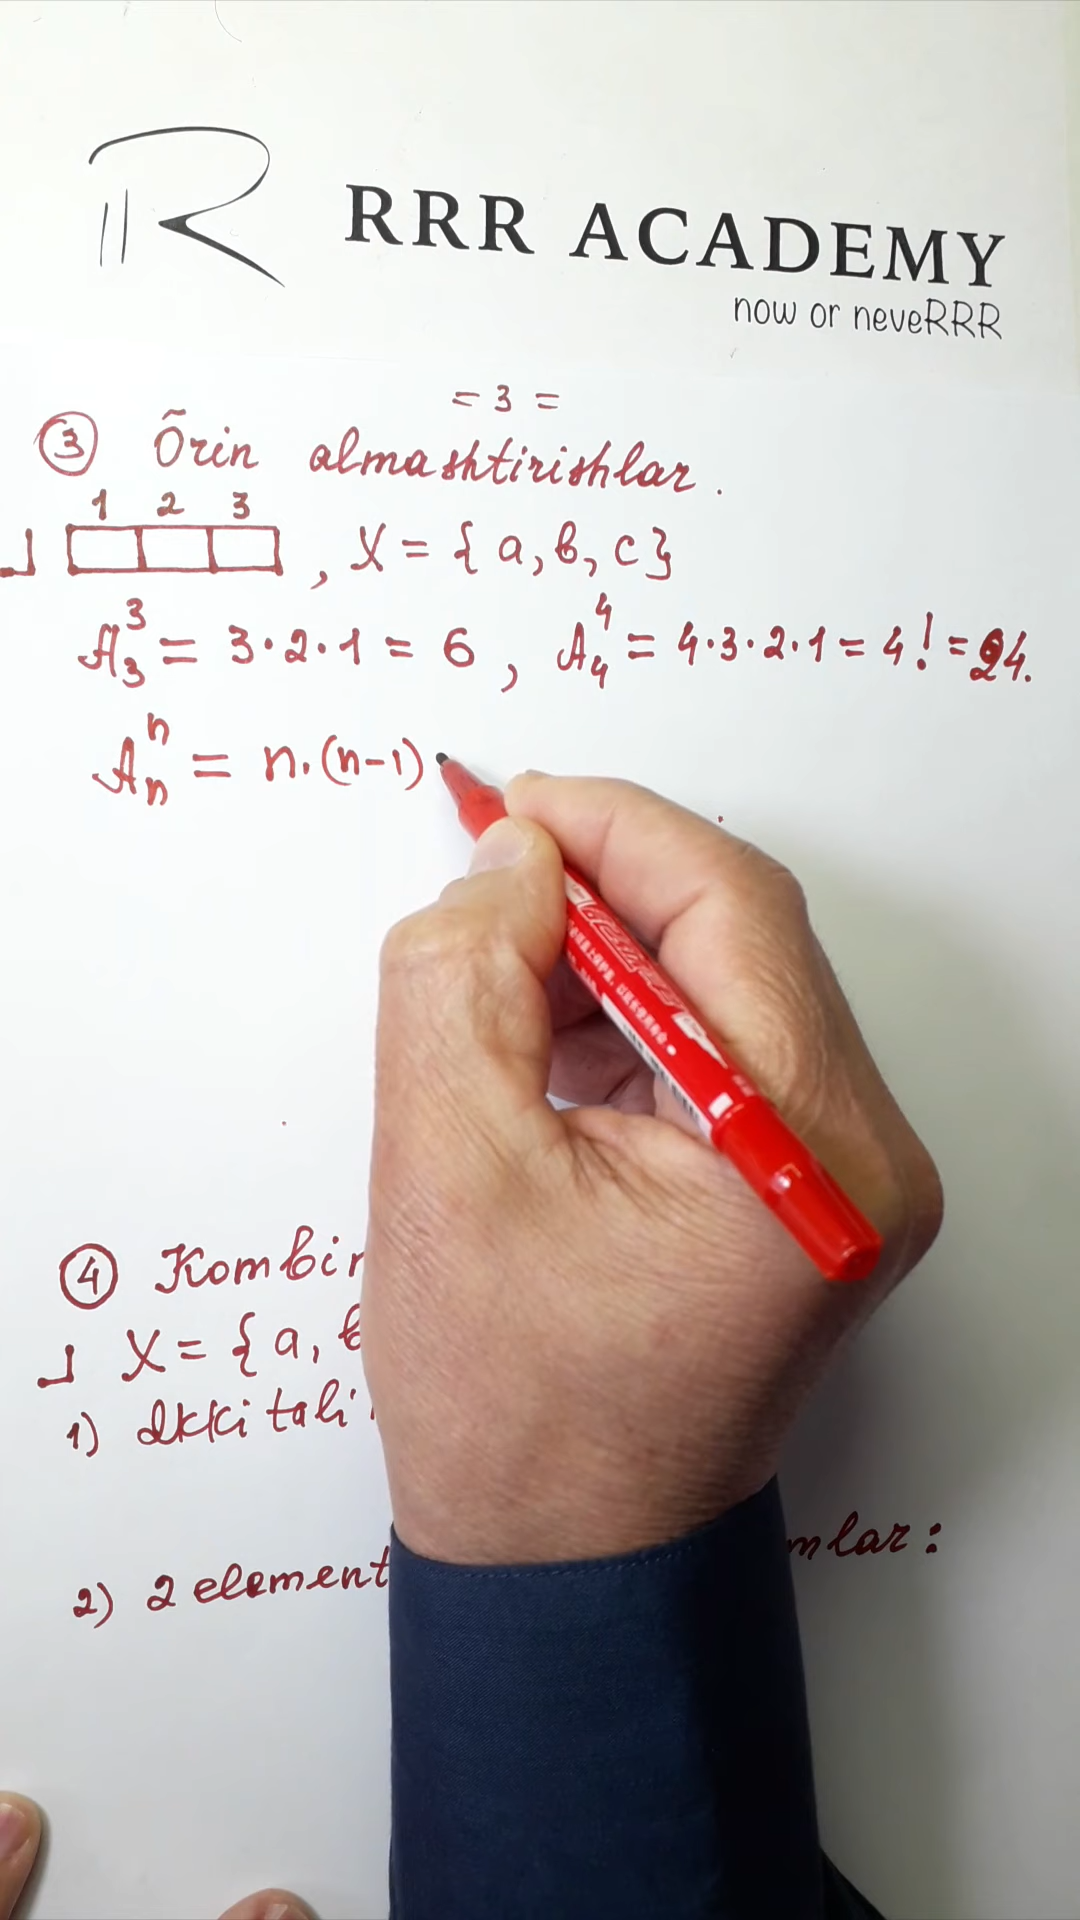 RRR ACADEMY
now or neveRRR
= 3 =
③ Õrin almashtirishlar.
1 2 3
, X = {a, b, c}
A₃³ = 3·2·1 = 6, A₄⁴ = 4·3·2·1 = 4! = 24.
Aₙⁿ = n·(n-1)
④ Kombin
X = {a, b
1) Ikki tali
2) 2 element mlar: